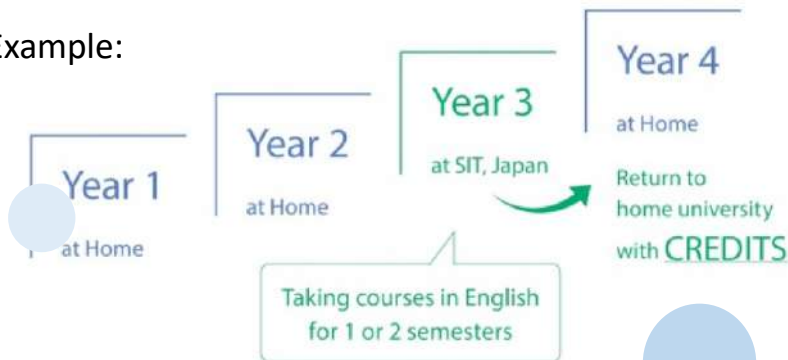 Example:
Year 1
at Home
Year 2
at Home
Year 3
at SIT, Japan
Taking courses in English
for 1 or 2 semesters
Year 4
at Home
Return to
home university
with CREDITS